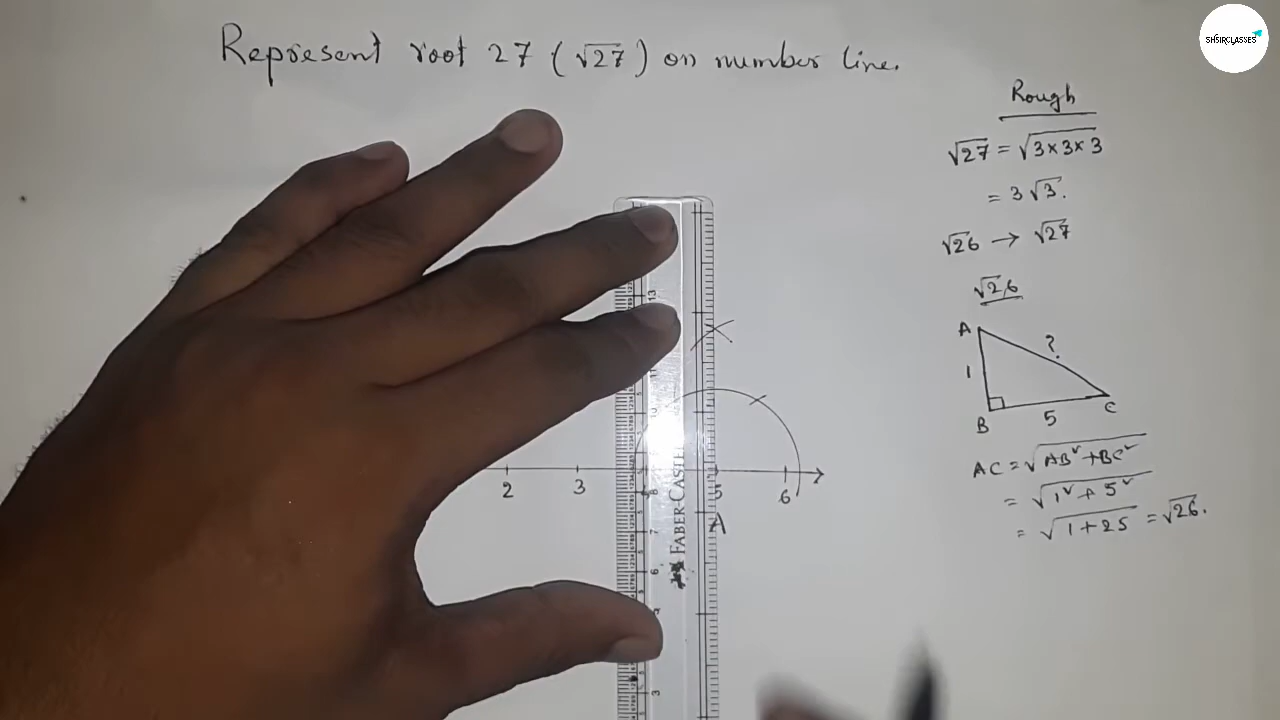 Represent root 27 (√27) on number line.
SHSIRCLASSES
Rough
√27 = √3×3×3
= 3√3.
√26 → √27
√26
A
?
1
B
5
C
AC = √AB²+BC²
= √1² + 5²
= √1+25 = √26.
2 3 5 6
A
FABER-CASTE